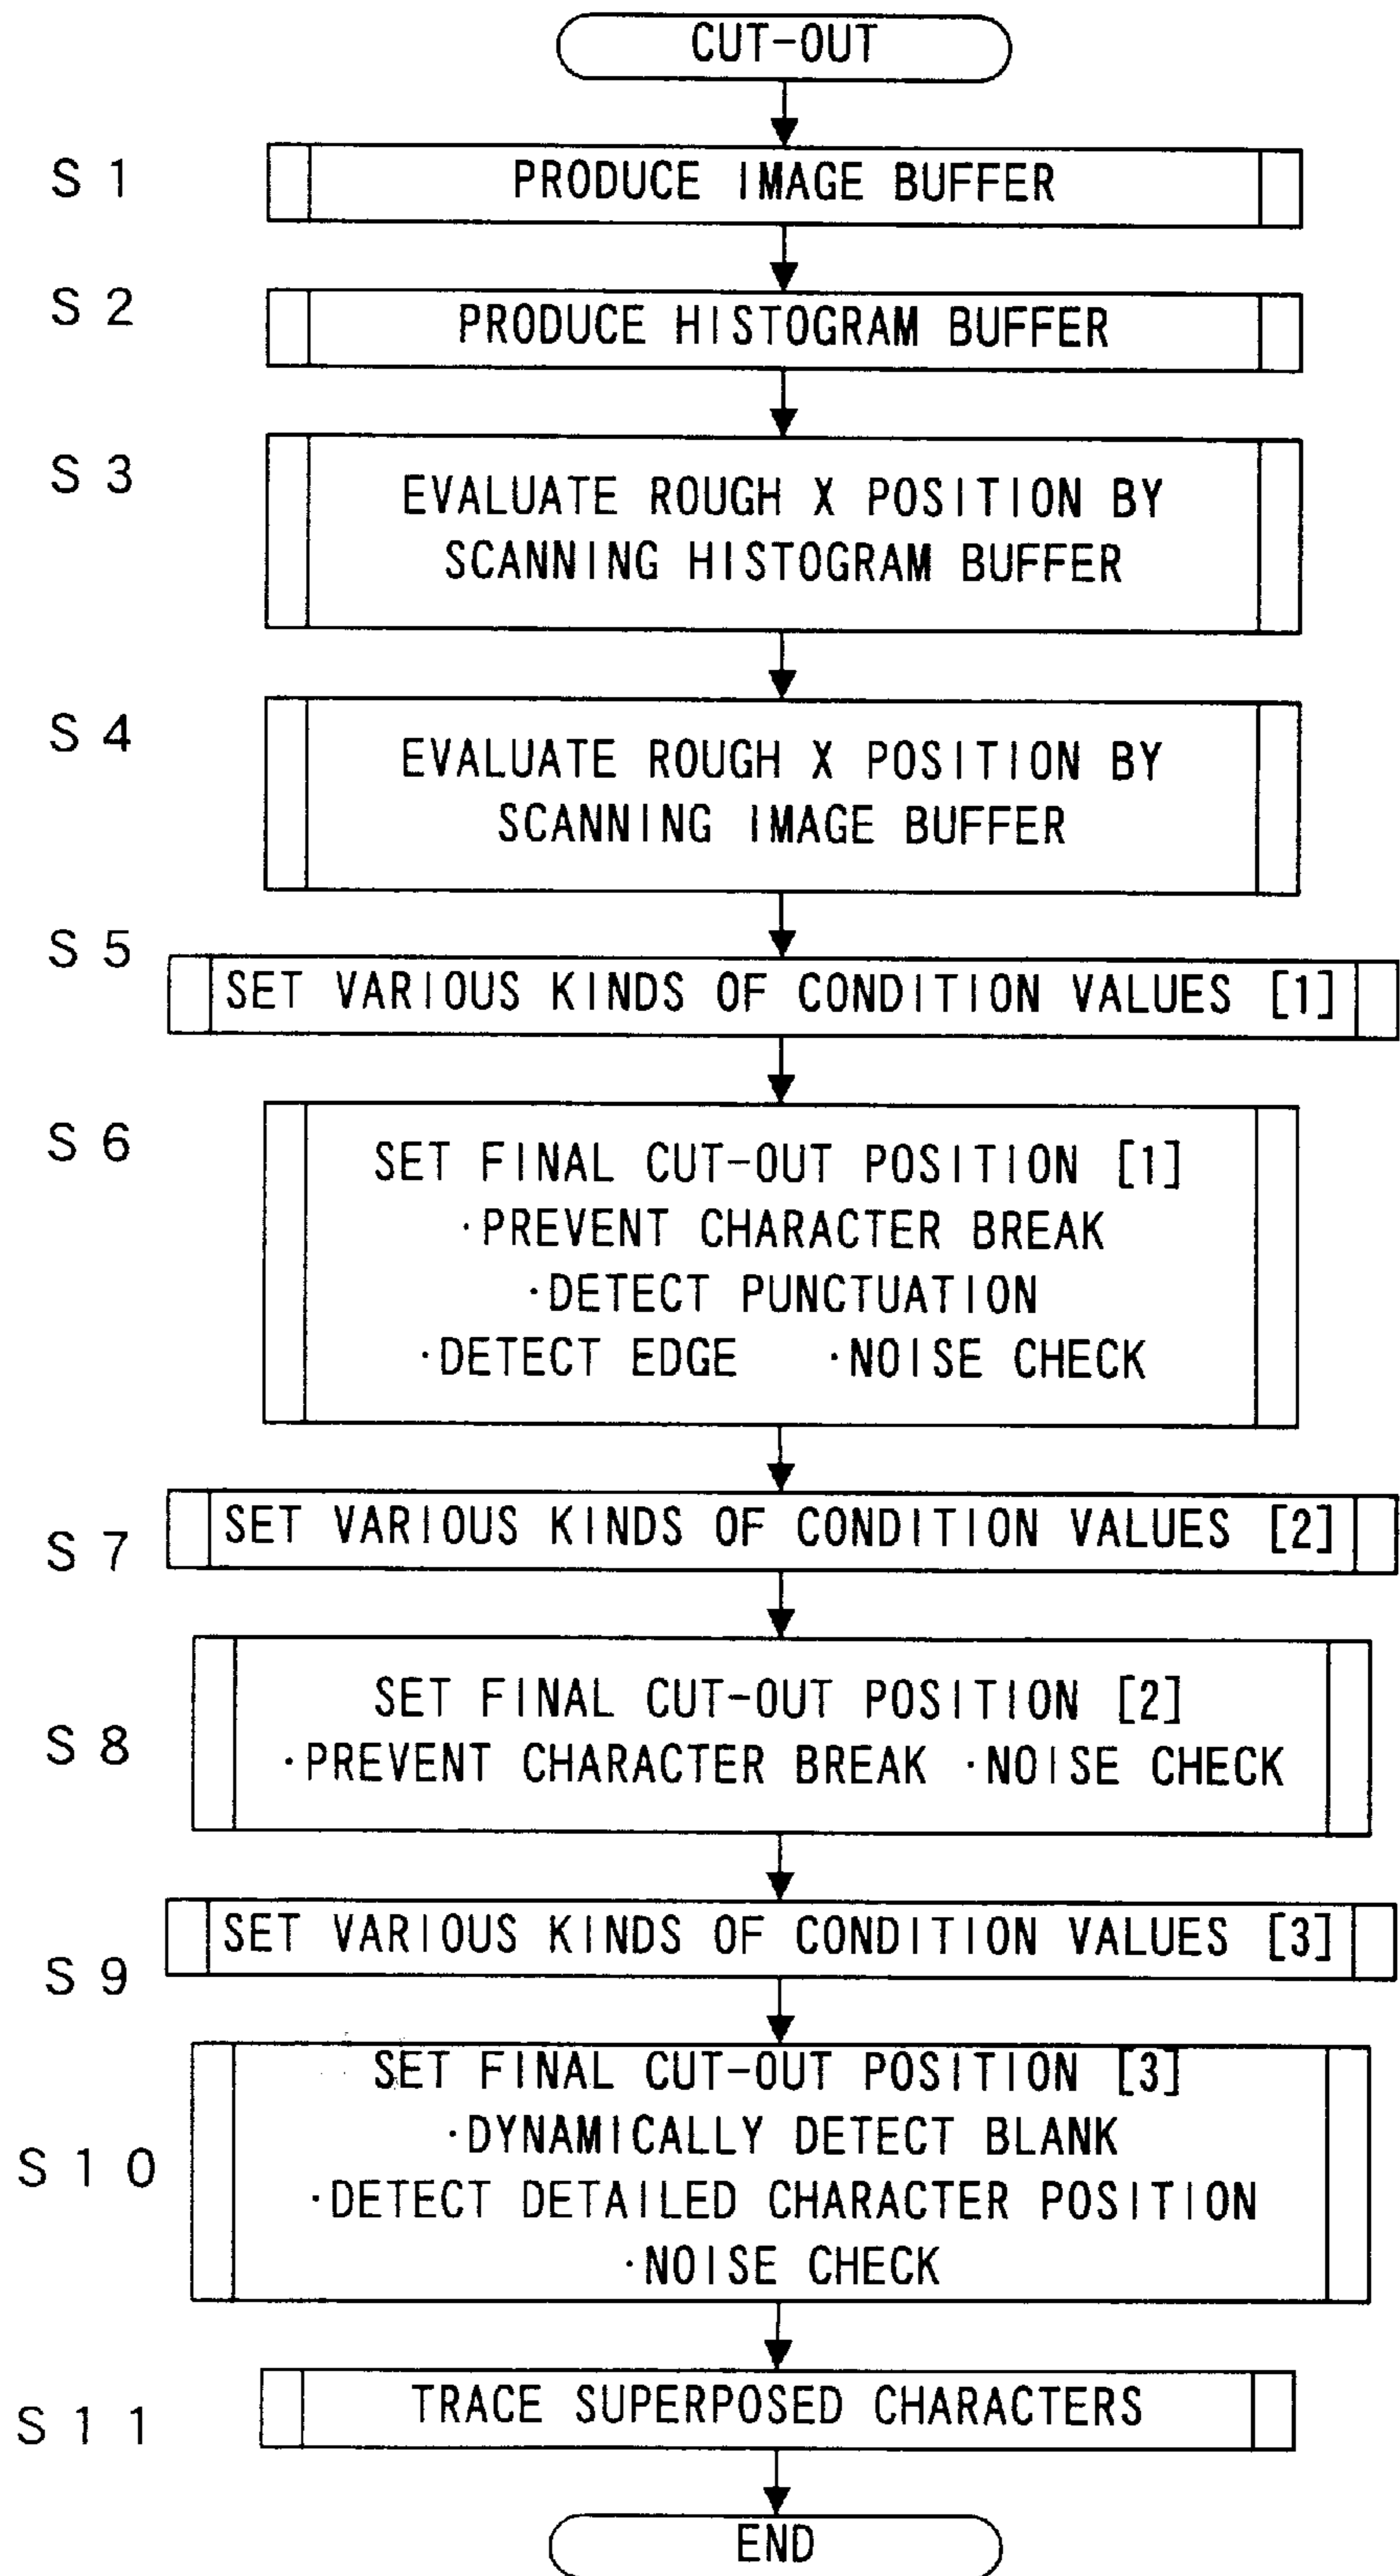 CUT-OUT
S 1
PRODUCE IMAGE BUFFER
S 2
PRODUCE HISTOGRAM BUFFER
S 3
EVALUATE ROUGH X POSITION BY
SCANNING HISTOGRAM BUFFER
S 4
EVALUATE ROUGH X POSITION BY
SCANNING IMAGE BUFFER
S 5
SET VARIOUS KINDS OF CONDITION VALUES [1]
S 6
SET FINAL CUT-OUT POSITION [1]
·PREVENT CHARACTER BREAK
·DETECT PUNCTUATION
·DETECT EDGE ·NOISE CHECK
S 7
SET VARIOUS KINDS OF CONDITION VALUES [2]
S 8
SET FINAL CUT-OUT POSITION [2]
·PREVENT CHARACTER BREAK ·NOISE CHECK
S 9
SET VARIOUS KINDS OF CONDITION VALUES [3]
S 1 0
SET FINAL CUT-OUT POSITION [3]
·DYNAMICALLY DETECT BLANK
·DETECT DETAILED CHARACTER POSITION
·NOISE CHECK
S 1 1
TRACE SUPERPOSED CHARACTERS
END